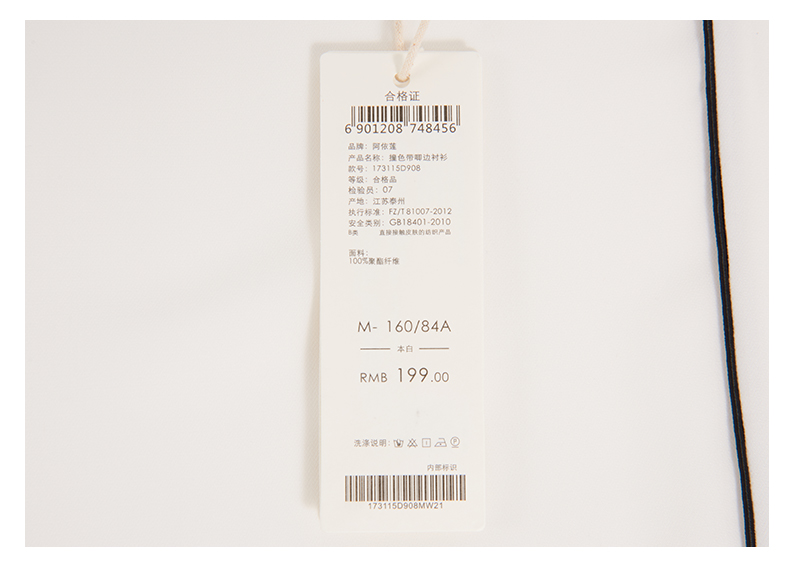 合格证
6 901208 748456
品牌：阿依莲
产品名称：撞色带唧边衬衫
款号：173115D908
等级：合格品
检验员：07
产地：江苏泰州
执行标准：FZ/T 81007-2012
安全类别：GB18401-2010
B类 直接接触皮肤的纺织产品
面料：
100%聚酯纤维
M- 160/84A
本白
RMB 199.00
洗涤说明：
内部标识
173115D908MW21